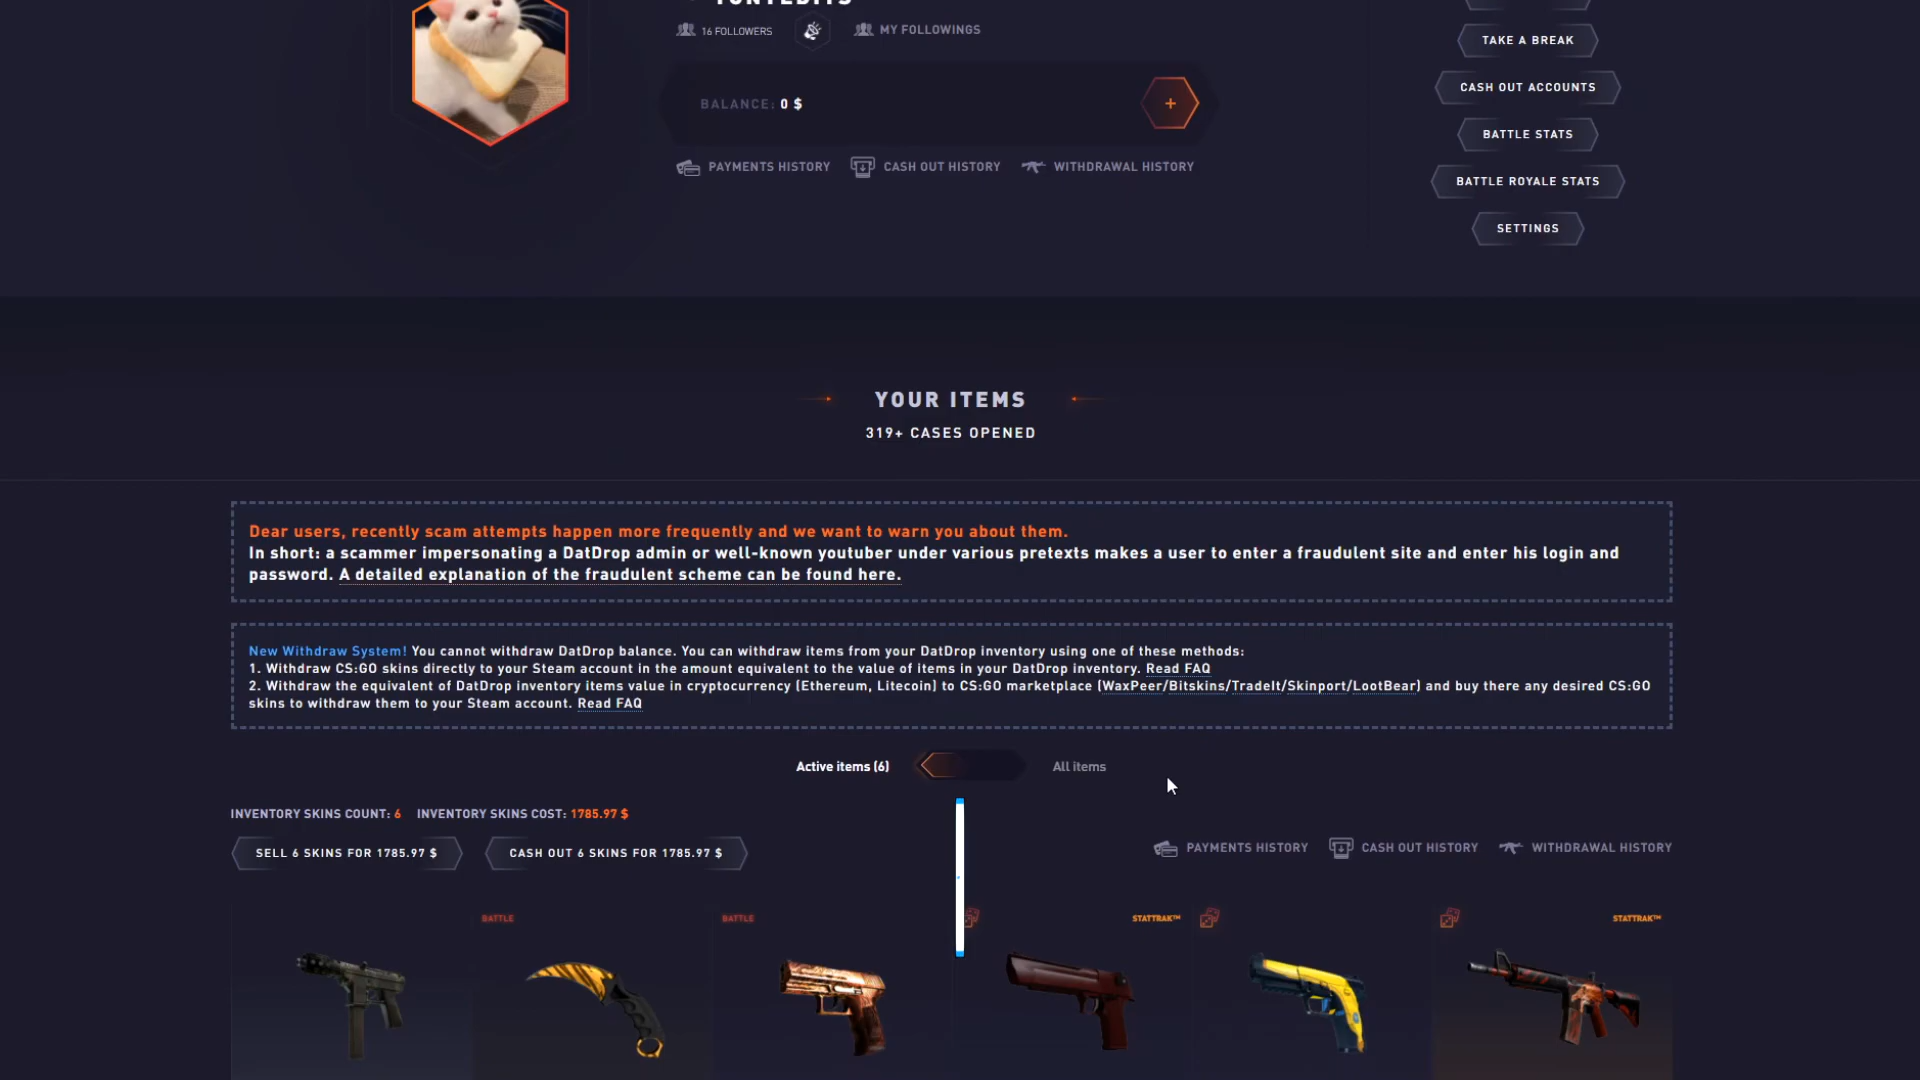 16 FOLLOWERS
MY FOLLOWINGS
TAKE A BREAK
BALANCE: 0 $
+
CASH OUT ACCOUNTS
BATTLE STATS
PAYMENTS HISTORY
CASH OUT HISTORY
WITHDRAWAL HISTORY
BATTLE ROYALE STATS
SETTINGS
YOUR ITEMS
319+ CASES OPENED
Dear users, recently scam attempts happen more frequently and we want to warn you about them.
In short: a scammer impersonating a DatDrop admin or well-known youtuber under various pretexts makes a user to enter a fraudulent site and enter his login and
password. A detailed explanation of the fraudulent scheme can be found here.
New Withdraw System! You cannot withdraw DatDrop balance. You can withdraw items from your DatDrop inventory using one of these methods:
1. Withdraw CS:GO skins directly to your Steam account in the amount equivalent to the value of items in your DatDrop inventory. Read FAQ
2. Withdraw the equivalent of DatDrop inventory items value in cryptocurrency (Ethereum, Litecoin) to CS:GO marketplace (WaxPeer/Bitskins/TradeIt/Skinport/LootBear) and buy there any desired CS:GO
skins to withdraw them to your Steam account. Read FAQ
Active items (6)
All items
INVENTORY SKINS COUNT: 6 INVENTORY SKINS COST: 1785.97 $
SELL 6 SKINS FOR 1785.97 $
CASH OUT 6 SKINS FOR 1785.97 $
PAYMENTS HISTORY
CASH OUT HISTORY
WITHDRAWAL HISTORY
BATTLE
BATTLE
STATTRAK™
STATTRAK™